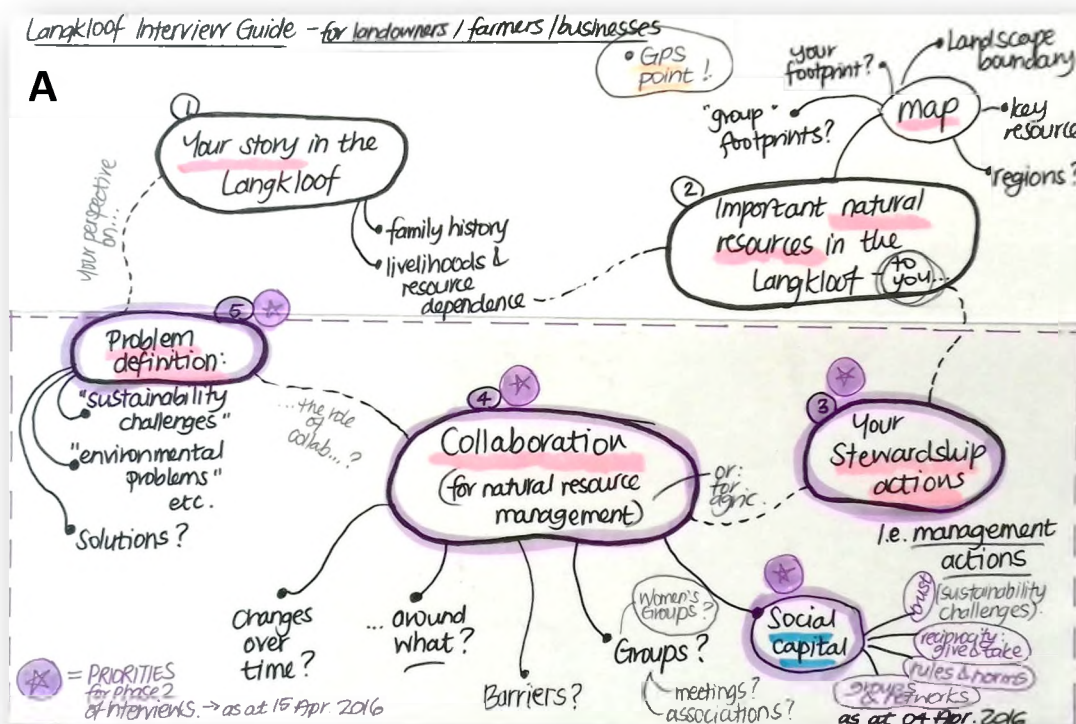 Langkloof Interview Guide - for landowners / farmers / businesses
A
• GPS
point !
1
Your story in the
Langkloof
family history
livelihoods &
resource
dependence
Your perspective
on...
2
Important natural
resources in the
Langkloof - to
you...
map
your
footprint?
"group"
footprints?
Landscape
boundary
key
resource
regions?
5
Problem
definition:
"sustainability
challenges"
"environmental
problems"
etc.
Solutions?
...the role
of
collab...?
4
Collaboration
(for natural resource
management)
or:
for
agric.
Changes
over
time?
... around
what?
Barriers?
Groups?
Women's
Groups?
meetings?
associations?
3
Your
Stewardship
actions
I.e. management
actions
Social
Capital
trust
(sustainability
challenges).
reciprocity:
give & take
rules & norms
groups
& networks
as at 04 Apr. 2016
= PRIORITIES
for phase 2
of interviews. → as at 15 Apr. 2016